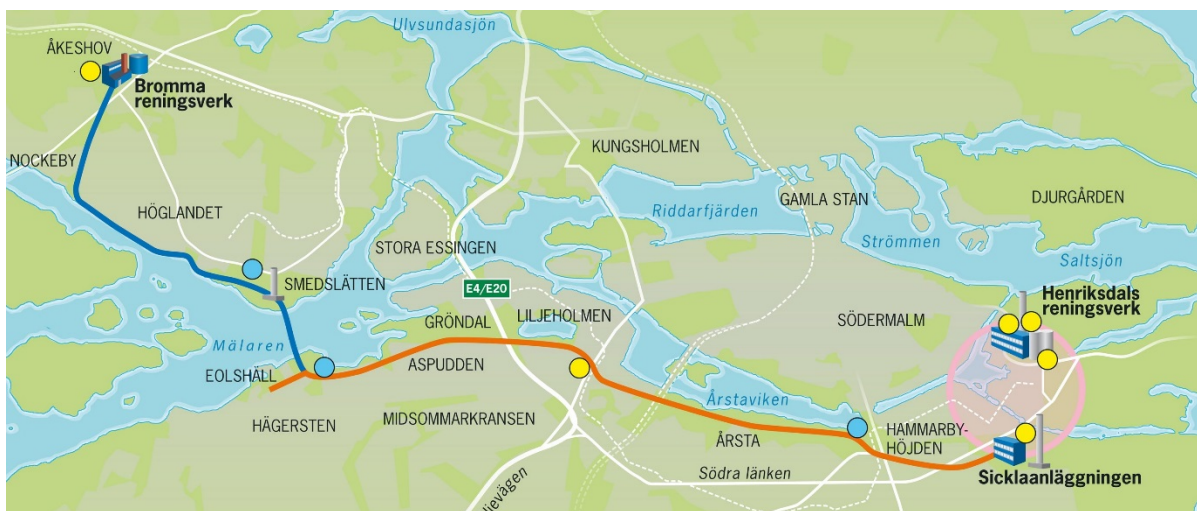 Ulvsundasjön
ÅKESHOV
Bromma
reningsverk
NOCKEBY
KUNGSHOLMEN
HÖGLANDET
GAMLA STAN
DJURGÅRDEN
Riddarfjärden
STORA ESSINGEN
Strömmen
Saltsjön
SMEDSLÄTTEN
E4/E20
Henriksdals
reningsverk
LILJEHOLMEN
SÖDERMALM
GRÖNDAL
Mälaren
ASPUDDEN
EOLSHÄLL
Årstaviken
HÄGERSTEN
MIDSOMMARKRANSEN
ÅRSTA
HAMMARBY-
HÖJDEN
Södra länken
Sicklaanläggningen